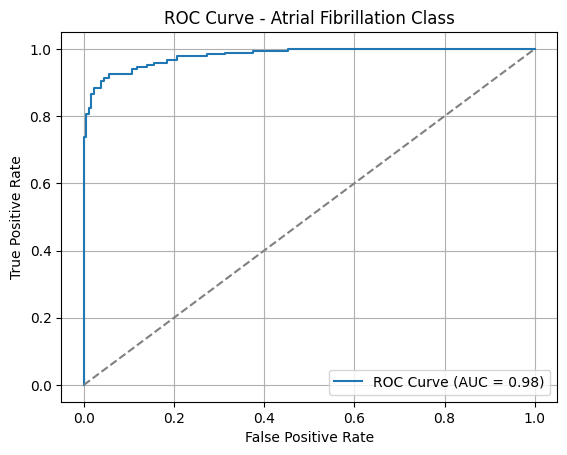 ROC Curve - Atrial Fibrillation Class
1.0
0.8
0.6
0.4
0.2
0.0
True Positive Rate
ROC Curve (AUC = 0.98)
0.0 0.2 0.4 0.6 0.8 1.0
False Positive Rate